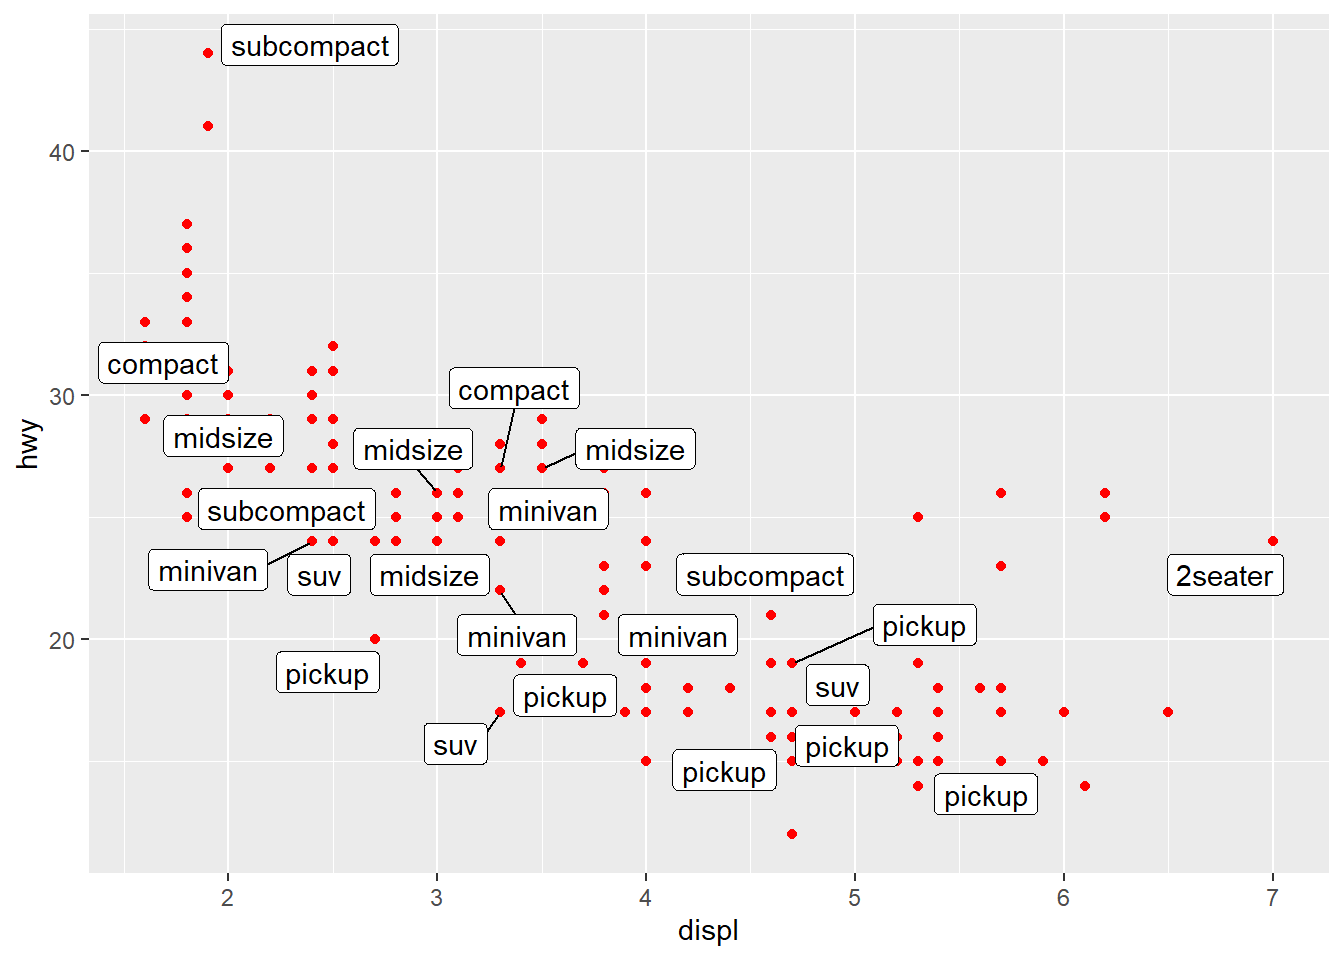 subcompact
40
compact
compact
30
midsize
midsize
midsize
hwy
subcompact
minivan
minivan
suv
midsize
subcompact
2seater
pickup
minivan
minivan
20
pickup
suv
pickup
suv
pickup
pickup
pickup
2 3 4 5 6 7
displ